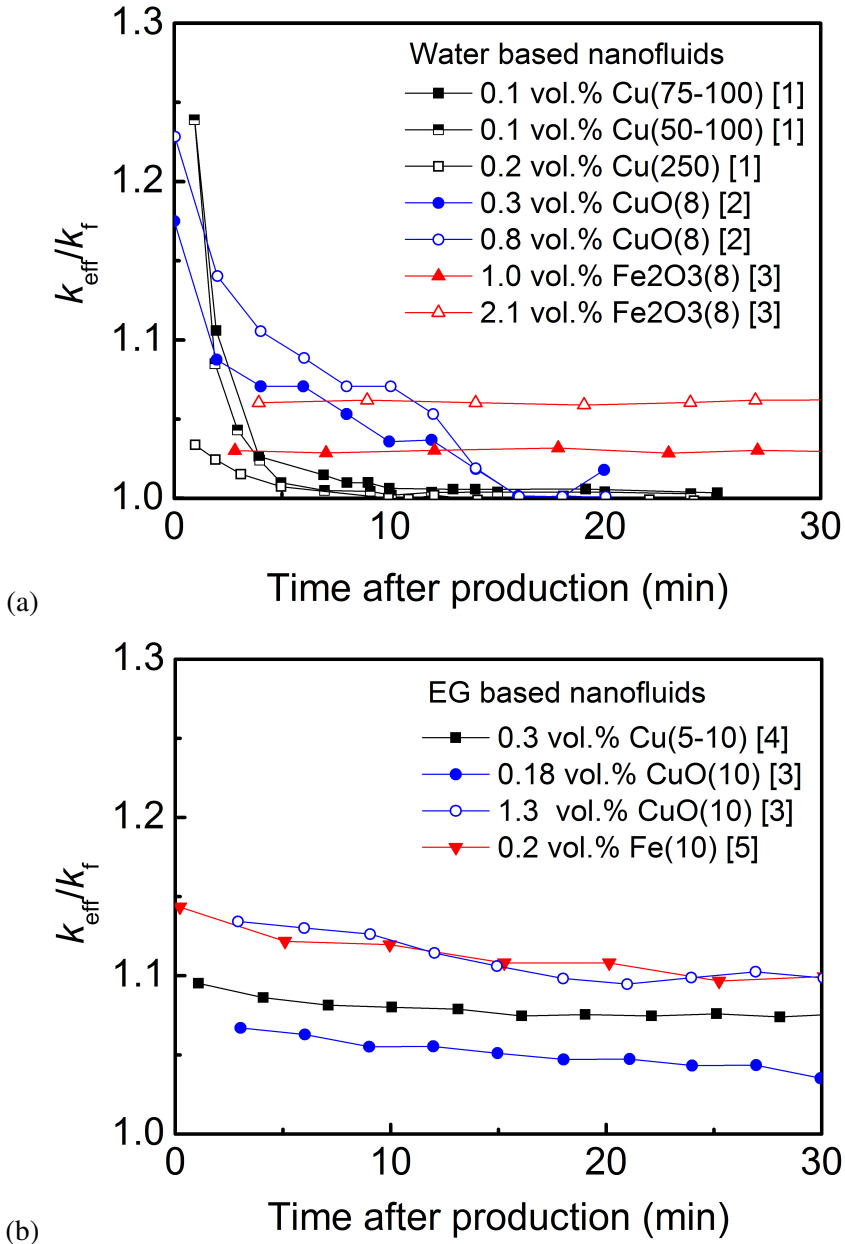 1.3
Water based nanofluids
0.1 vol.% Cu(75-100) [1]
0.1 vol.% Cu(50-100) [1]
0.2 vol.% Cu(250) [1]
0.3 vol.% CuO(8) [2]
0.8 vol.% CuO(8) [2]
1.0 vol.% Fe2O3(8) [3]
2.1 vol.% Fe2O3(8) [3]
1.2
1.1
1.0
keff/kf
0 10 20 30
Time after production (min)
(a)
1.3
EG based nanofluids
0.3 vol.% Cu(5-10) [4]
0.18 vol.% CuO(10) [3]
1.3 vol.% CuO(10) [3]
0.2 vol.% Fe(10) [5]
1.2
1.1
1.0
keff/kf
0 10 20 30
Time after production (min)
(b)